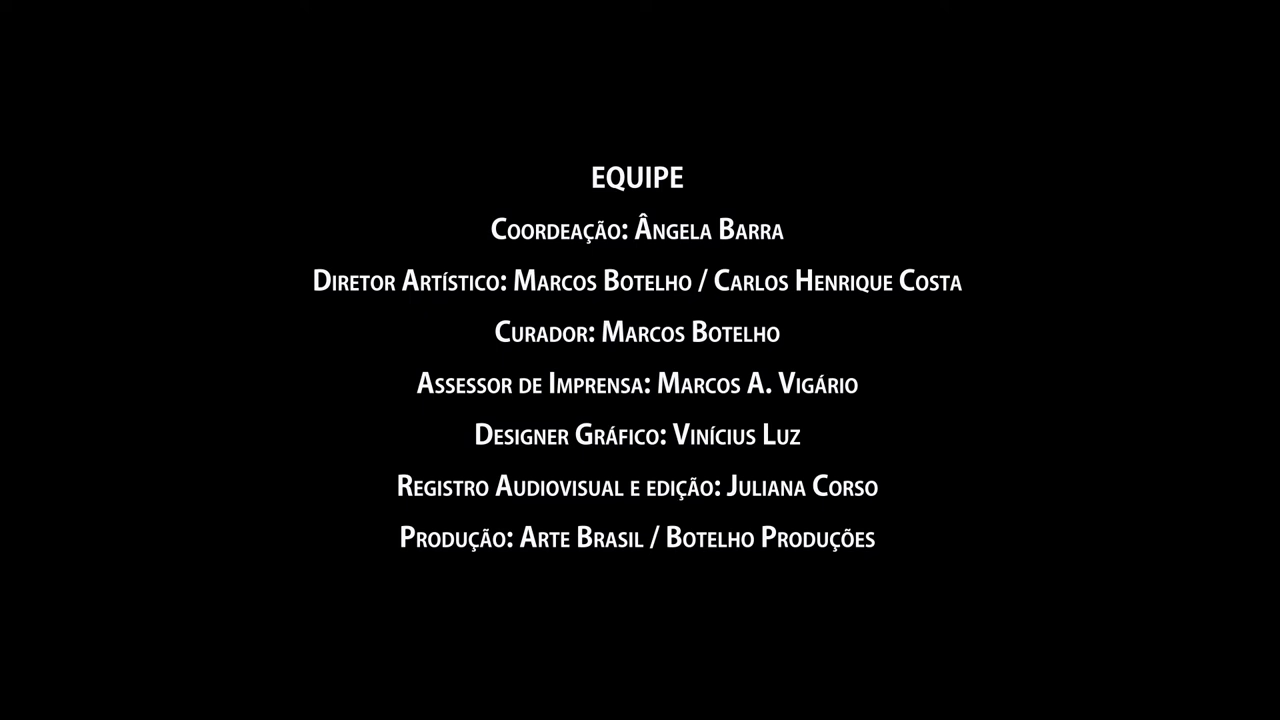 EQUIPE
Coordeação: Ângela Barra
Diretor Artístico: Marcos Botelho / Carlos Henrique Costa
Curador: Marcos Botelho
Assessor de Imprensa: Marcos A. Vigário
Designer Gráfico: Vinícius Luz
Registro Audiovisual e edição: Juliana Corso
Produção: Arte Brasil / Botelho Produções